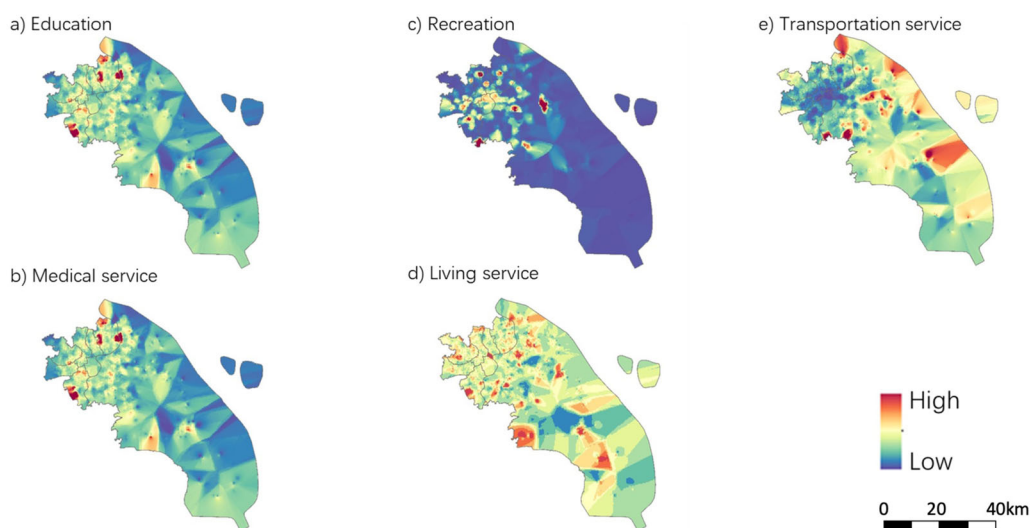 a) Education
c) Recreation
e) Transportation service
b) Medical service
d) Living service
High
Low
0 20 40km